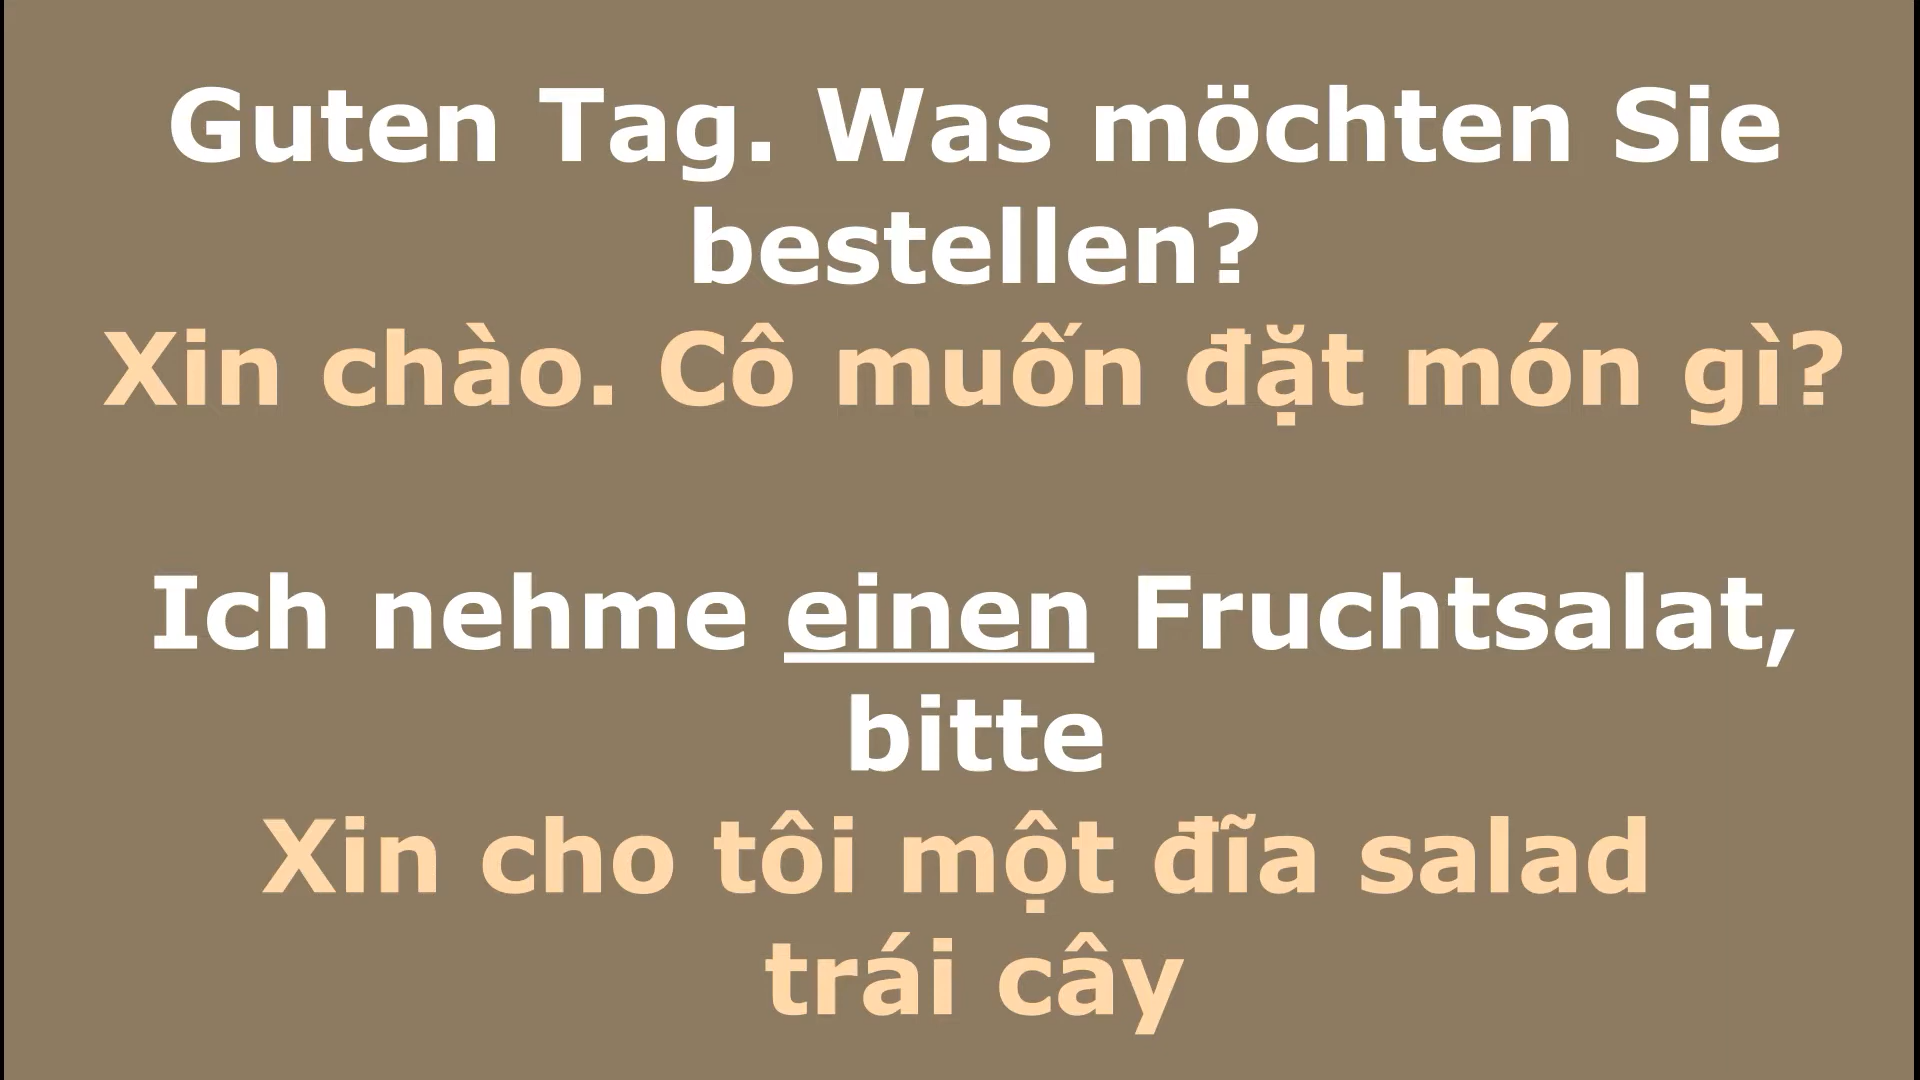 Guten Tag. Was möchten Sie
bestellen?
Xin chào. Cô muốn đặt món gì?
Ich nehme einen Fruchtsalat,
bitte
Xin cho tôi một đĩa salad
trái cây